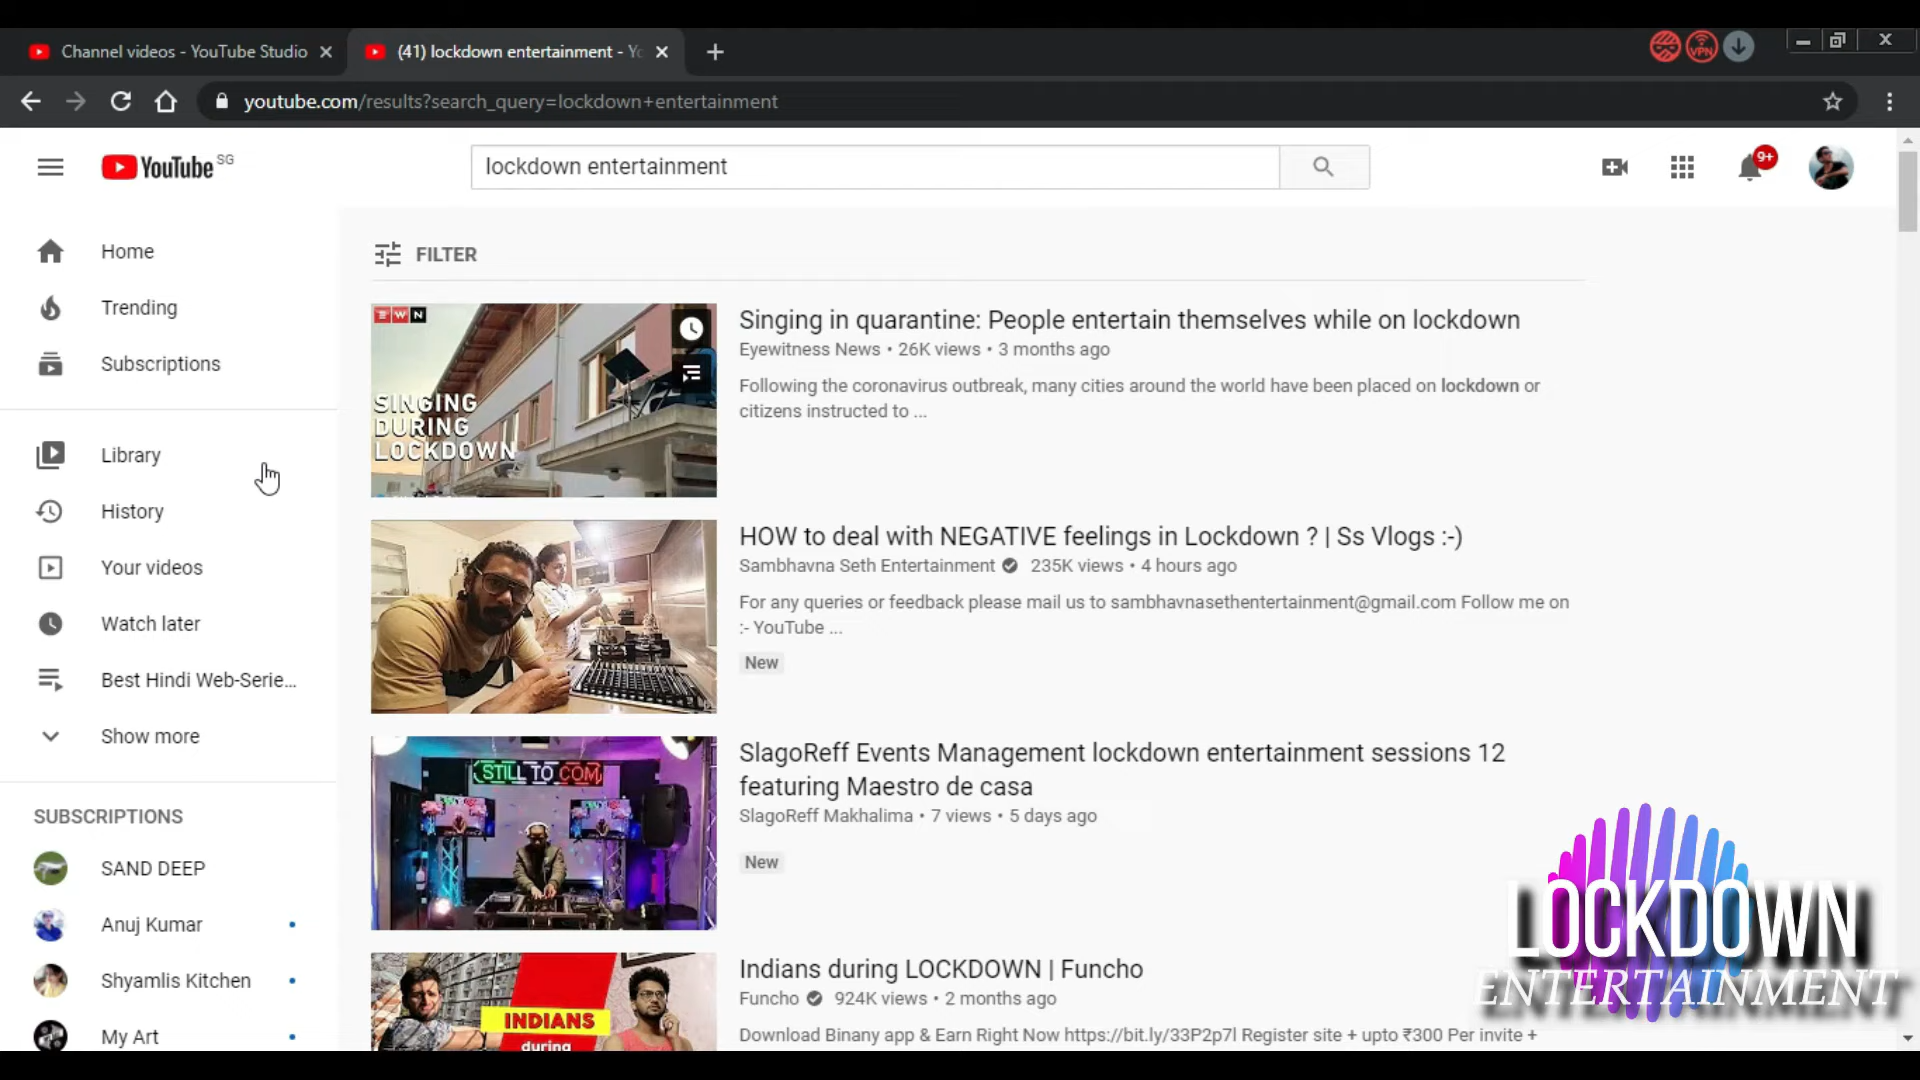 Channel videos - YouTube Studio
(41) lockdown entertainment - Yo
VPN
youtube.com/results?search_query=lockdown+entertainment
YouTube SG
lockdown entertainment
9+
Home
Trending
Subscriptions
Library
History
Your videos
Watch later
Best Hindi Web-Serie...
Show more
SUBSCRIPTIONS
SAND DEEP
Anuj Kumar
Shyamlis Kitchen
My Art
FILTER
EWN
SINGING
DURING
LOCKDOWN
Singing in quarantine: People entertain themselves while on lockdown
Eyewitness News • 26K views • 3 months ago
Following the coronavirus outbreak, many cities around the world have been placed on lockdown or
citizens instructed to ...
HOW to deal with NEGATIVE feelings in Lockdown ? | Ss Vlogs :-)
Sambhavna Seth Entertainment 235K views • 4 hours ago
For any queries or feedback please mail us to sambhavnasethentertainment@gmail.com Follow me on
:- YouTube ...
New
STILL TO COM
SlagoReff Events Management lockdown entertainment sessions 12
featuring Maestro de casa
SlagoReff Makhalima • 7 views • 5 days ago
New
INDIANS
during
Indians during LOCKDOWN | Funcho
Funcho 924K views • 2 months ago
Download Binany app & Earn Right Now https://bit.ly/33P2p7l Register site + upto ₹300 Per invite +
LOCKDOWN
ENTERTAINMENT